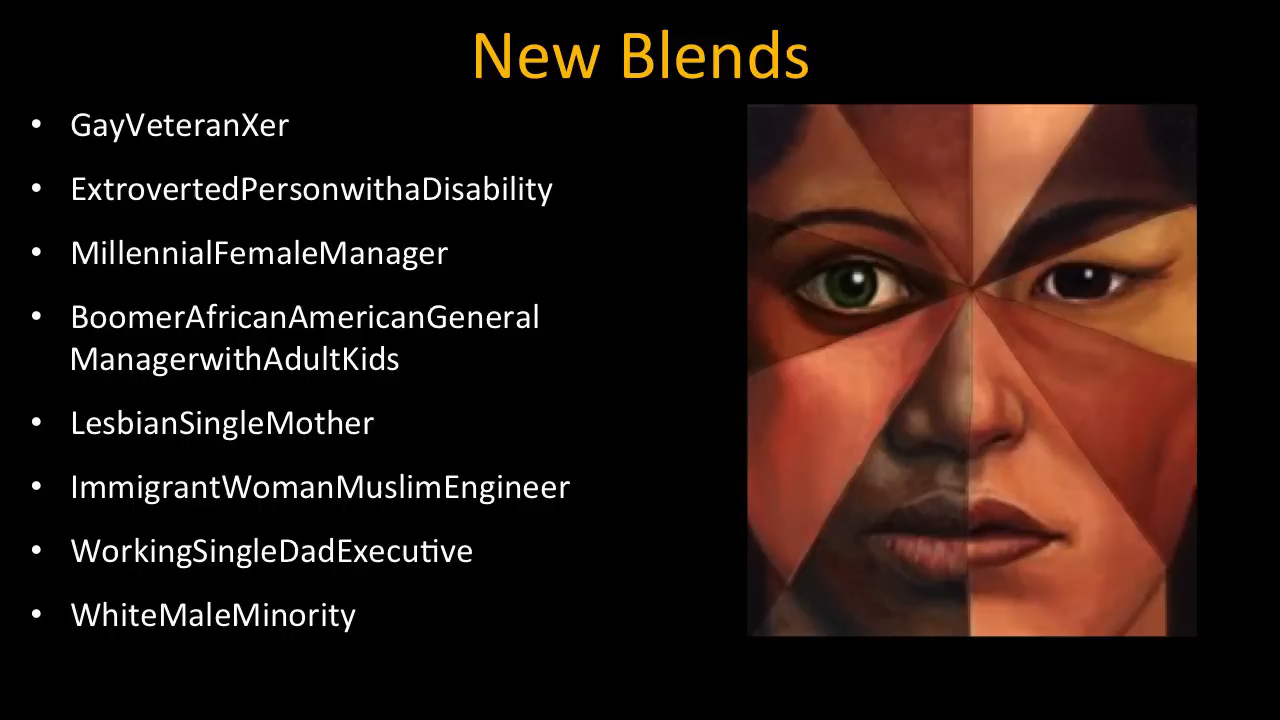 New Blends
• GayVeteranXer
• ExtrovertedPersonwithaDisability
• MillennialFemaleManager
• BoomerAfricanAmericanGeneral
ManagerwithAdultKids
• LesbianSingleMother
• ImmigrantWomanMuslimEngineer
• WorkingSingleDadExecutive
• WhiteMaleMinority